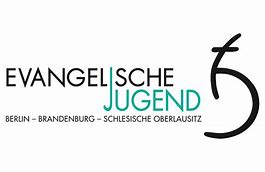 EVANGELISCHE
JUGEND
BERLIN – BRANDENBURG – SCHLESISCHE OBERLAUSITZ